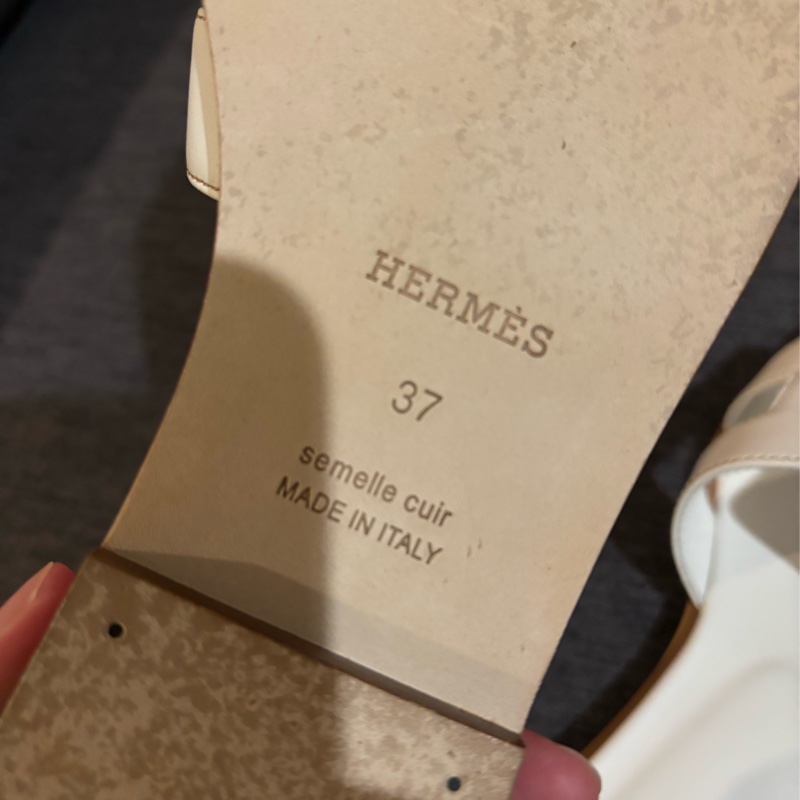 HERMÈS
37
semelle cuir
MADE IN ITALY